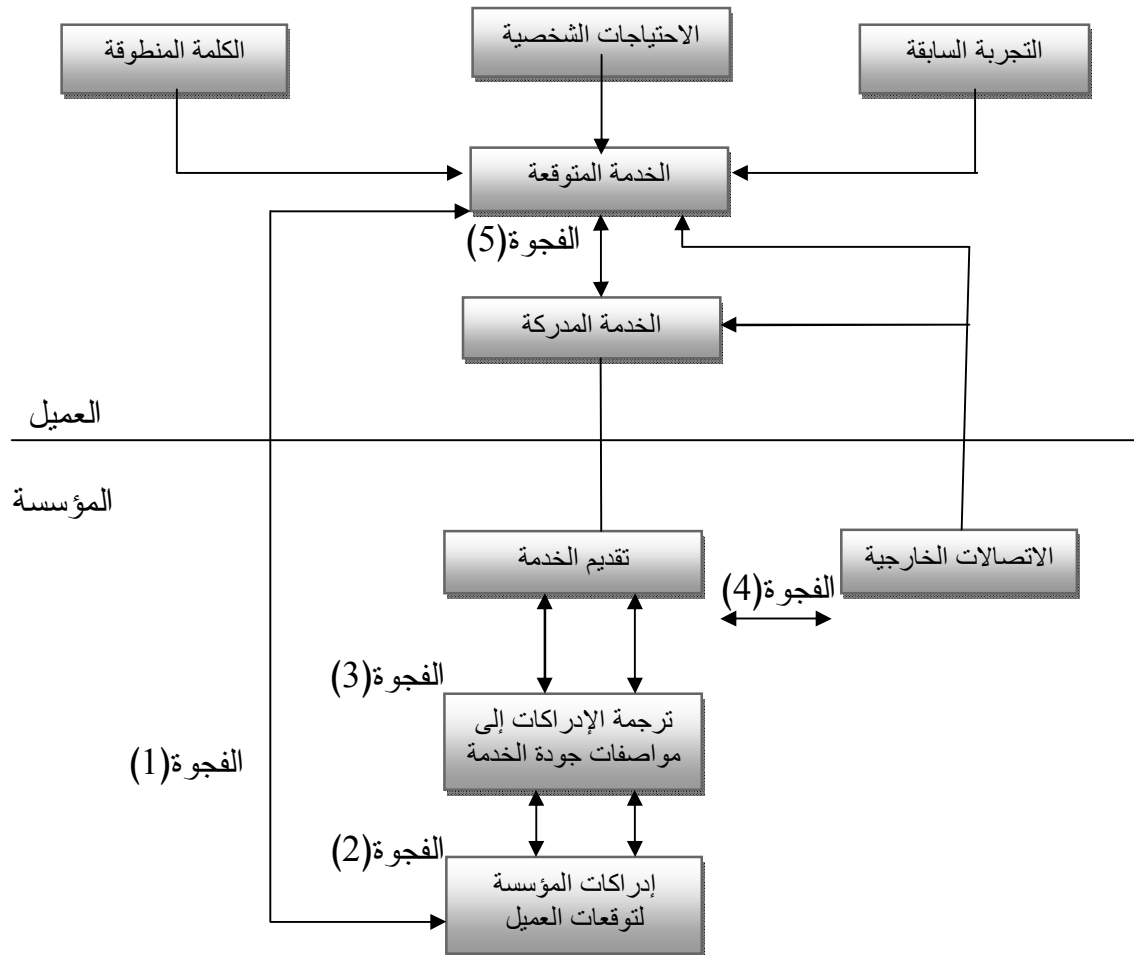 التجربة السابقة
الاحتياجات الشخصية
الكلمة المنطوقة
الخدمة المتوقعة
الفجوة(5)
الخدمة المدركة
العميل
المؤسسة
الاتصالات الخارجية
تقديم الخدمة
الفجوة(4)
الفجوة(3)
ترجمة الإدراكات إلى
مواصفات جودة الخدمة
الفجوة(1)
الفجوة(2)
إدراكات المؤسسة
لتوقعات العميل